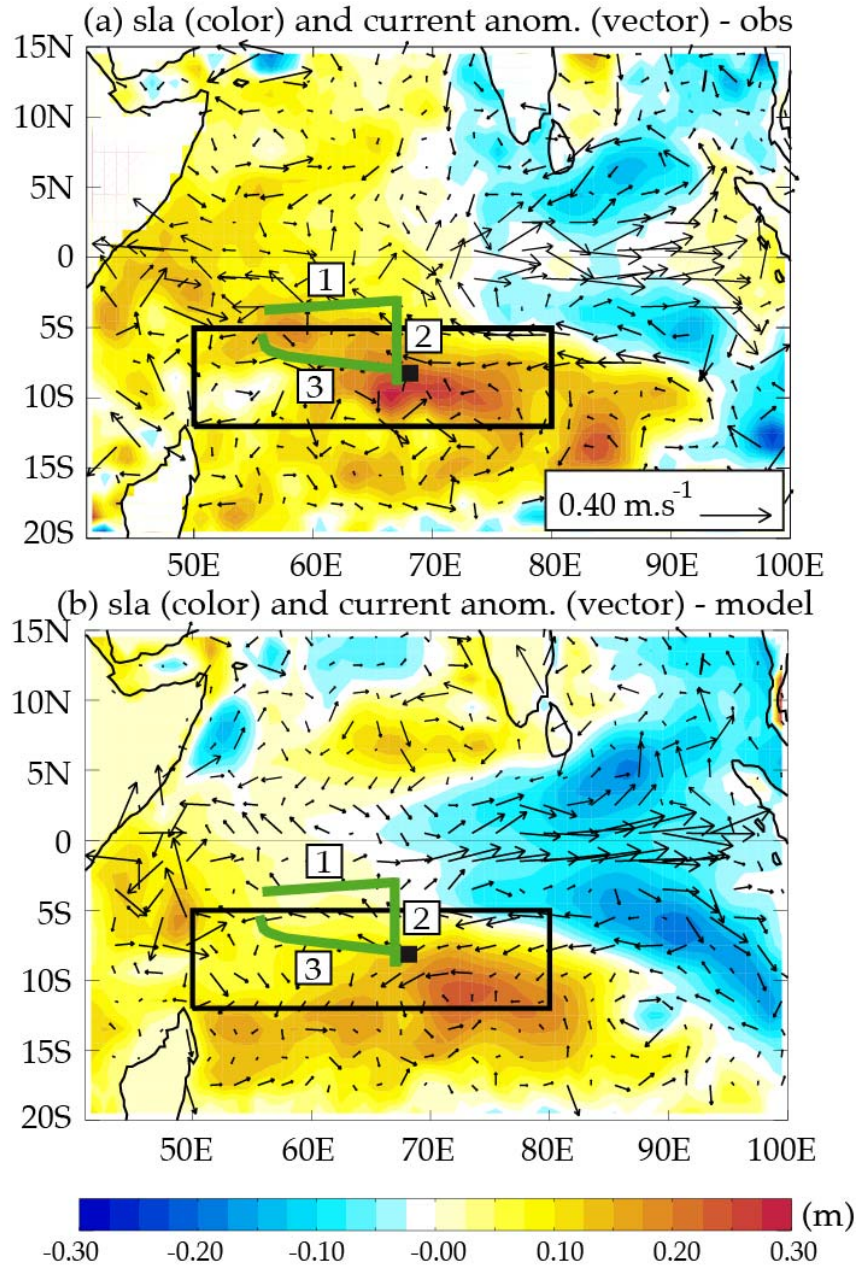 (a) sla (color) and current anom. (vector) - obs
15N
10N
5N
0
5S
10S
15S
20S
1
2
3
0.40 m.s-1
50E 60E 70E 80E 90E 100E
(b) sla (color) and current anom. (vector) - model
15N
10N
5N
0
5S
10S
15S
20S
1
2
3
50E 60E 70E 80E 90E 100E
(m)
-0.30 -0.20 -0.10 -0.00 0.10 0.20 0.30